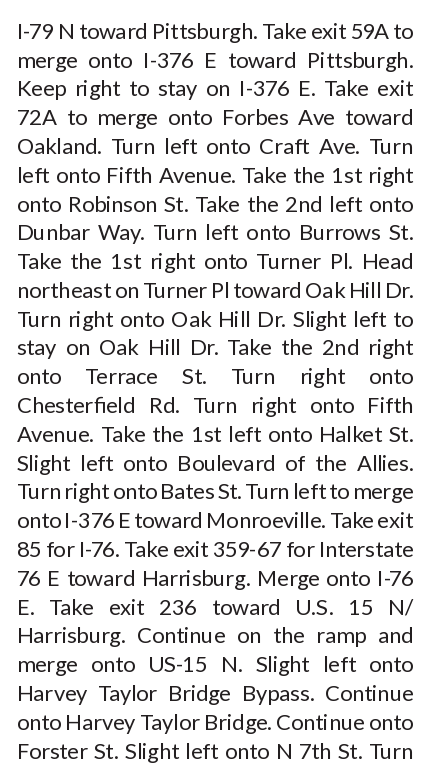 I-79 N toward Pittsburgh. Take exit 59A to
merge onto I-376 E toward Pittsburgh.
Keep right to stay on I-376 E. Take exit
72A to merge onto Forbes Ave toward
Oakland. Turn left onto Craft Ave. Turn
left onto Fifth Avenue. Take the 1st right
onto Robinson St. Take the 2nd left onto
Dunbar Way. Turn left onto Burrows St.
Take the 1st right onto Turner Pl. Head
northeast on Turner Pl toward Oak Hill Dr.
Turn right onto Oak Hill Dr. Slight left to
stay on Oak Hill Dr. Take the 2nd right
onto Terrace St. Turn right onto
Chesterfield Rd. Turn right onto Fifth
Avenue. Take the 1st left onto Halket St.
Slight left onto Boulevard of the Allies.
Turn right onto Bates St. Turn left to merge
onto I-376 E toward Monroeville. Take exit
85 for I-76. Take exit 359-67 for Interstate
76 E toward Harrisburg. Merge onto I-76
E. Take exit 236 toward U.S. 15 N/
Harrisburg. Continue on the ramp and
merge onto US-15 N. Slight left onto
Harvey Taylor Bridge Bypass. Continue
onto Harvey Taylor Bridge. Continue onto
Forster St. Slight left onto N 7th St. Turn